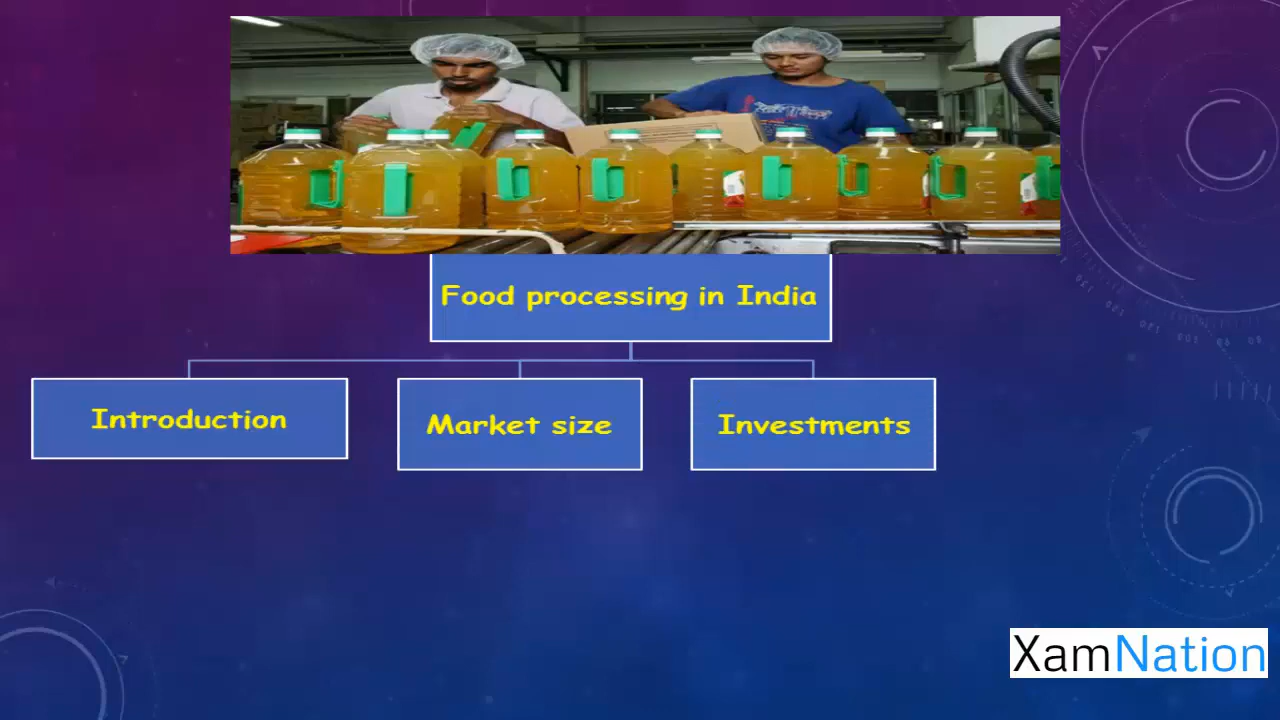 Food processing in India
Introduction
Market size
Investments
XamNation